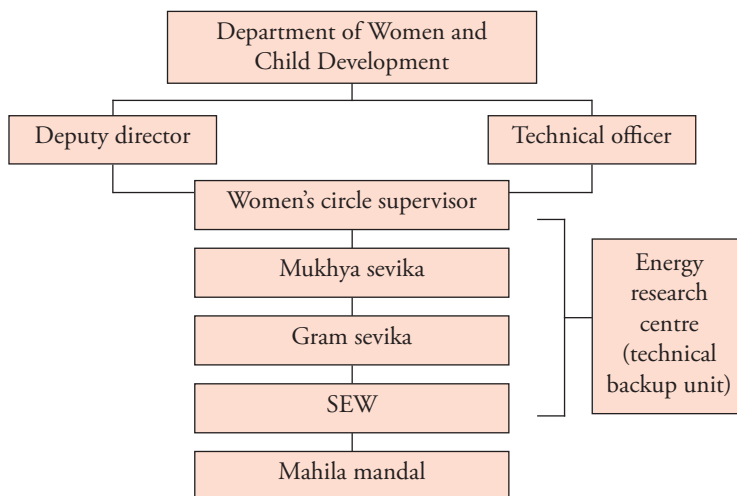 Department of Women and
Child Development
Deputy director
Technical officer
Women’s circle supervisor
Mukhya sevika
Gram sevika
SEW
Mahila mandal
Energy
research
centre
(technical
backup unit)